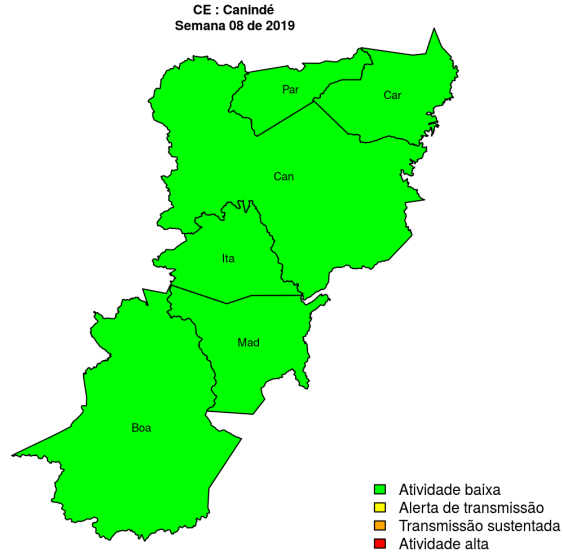 CE : Canindé
Semana 08 de 2019
Par
Car
Can
Ita
Mad
Boa
Atividade baixa
Alerta de transmissão
Transmissão sustentada
Atividade alta